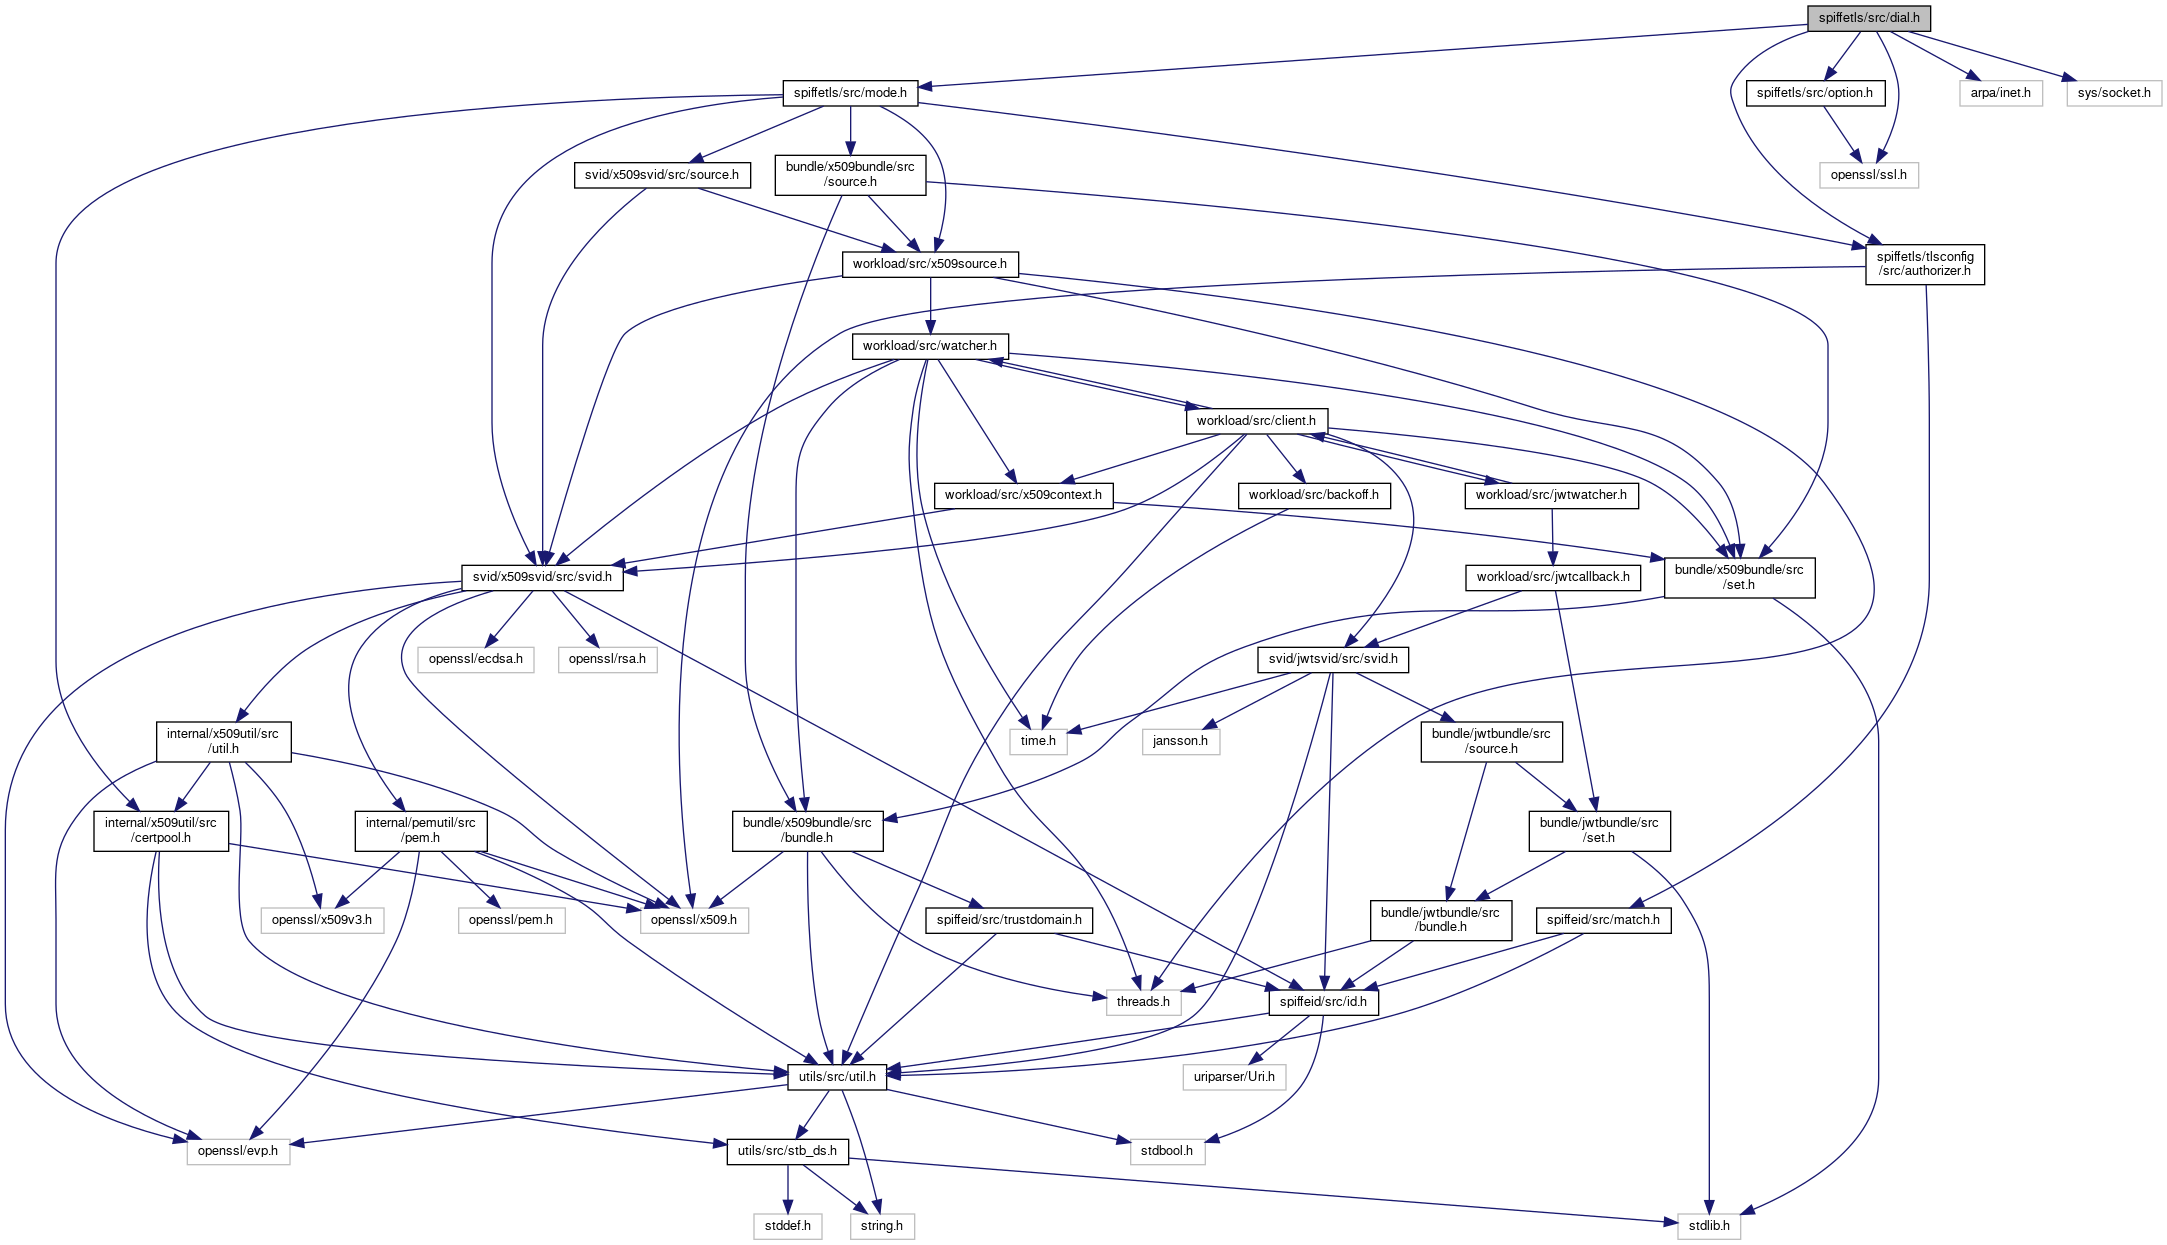 spiffetls/src/dial.h
spiffetls/src/mode.h
spiffetls/src/option.h
arpa/inet.h
sys/socket.h
svid/x509svid/src/source.h
bundle/x509bundle/src
/source.h
openssl/ssl.h
workload/src/x509source.h
spiffetls/tlsconfig
/src/authorizer.h
workload/src/watcher.h
workload/src/client.h
workload/src/x509context.h
workload/src/backoff.h
workload/src/jwtwatcher.h
svid/x509svid/src/svid.h
workload/src/jwtcallback.h
bundle/x509bundle/src
/set.h
openssl/ecdsa.h
openssl/rsa.h
svid/jwtsvid/src/svid.h
internal/x509util/src
/util.h
time.h
jansson.h
bundle/jwtbundle/src
/source.h
internal/x509util/src
/certpool.h
internal/pemutil/src
/pem.h
bundle/x509bundle/src
/bundle.h
bundle/jwtbundle/src
/set.h
openssl/x509v3.h
openssl/pem.h
openssl/x509.h
spiffeid/src/trustdomain.h
bundle/jwtbundle/src
/bundle.h
spiffeid/src/match.h
threads.h
spiffeid/src/id.h
utils/src/util.h
uriparser/Uri.h
openssl/evp.h
utils/src/stb_ds.h
stdbool.h
stddef.h
string.h
stdlib.h